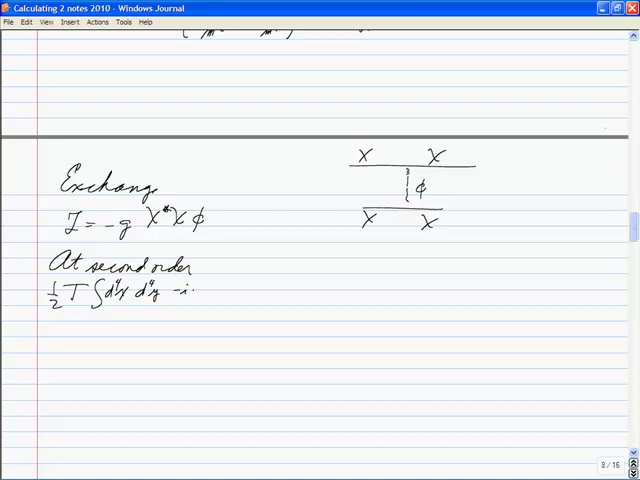 Calculating 2 notes 2010 - Windows Journal
File Edit View Insert Actions Tools Help
χ χ
Exchange
ϕ
ℐ = -g χ*χ ϕ
χ χ
At second order
½ T ∫d⁴x d⁴y -i
8 / 16